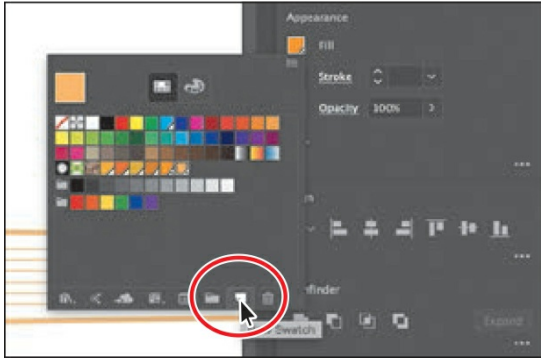 Appearance
Fill
Stroke
Opacity 100%
Swatch
Expand